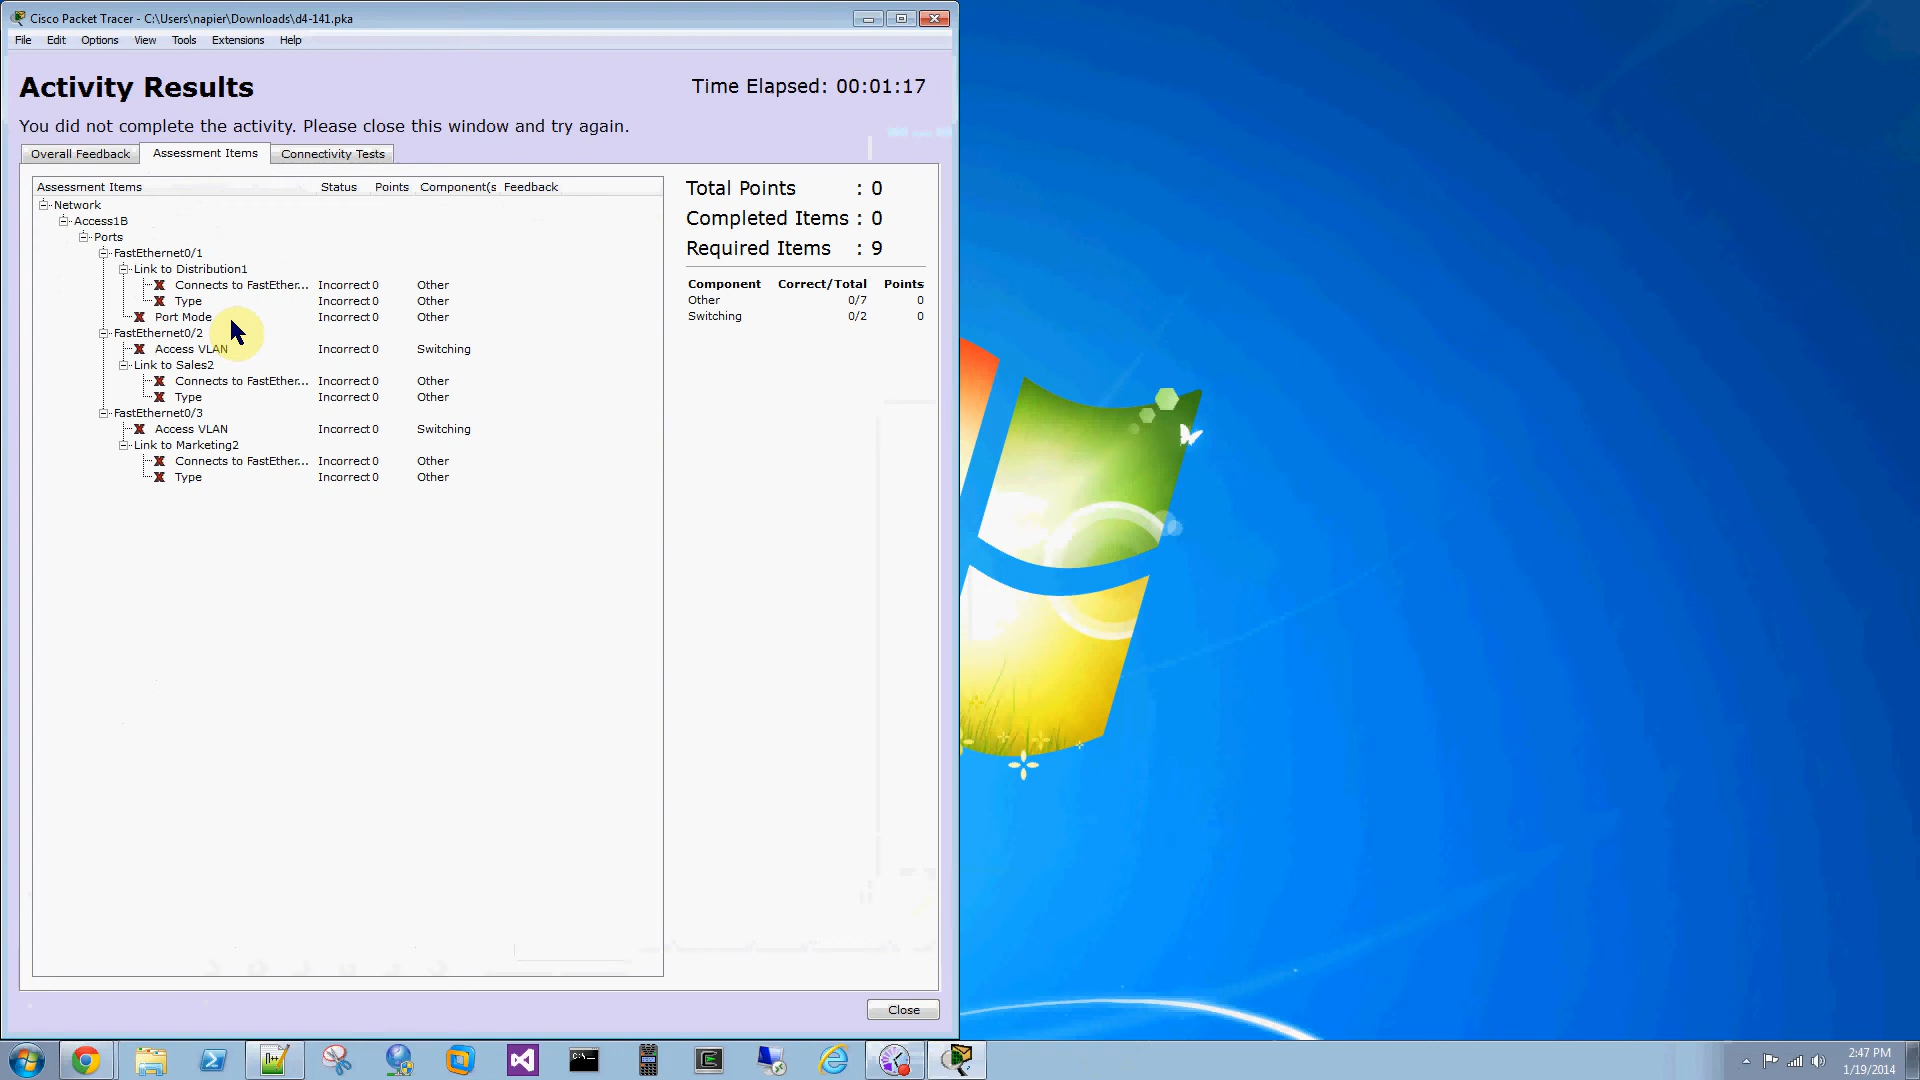 Cisco Packet Tracer - C:\Users\napier\Downloads\d4-141.pka
File Edit Options View Tools Extensions Help
Activity Results
Time Elapsed: 00:01:17
You did not complete the activity. Please close this window and try again.
Overall Feedback Assessment Items Connectivity Tests
Assessment Items Status Points Component(s Feedback
Network
Access1B
Ports
FastEthernet0/1
Link to Distribution1
Connects to FastEther... Incorrect 0 Other
Type Incorrect 0 Other
Port Mode Incorrect 0 Other
FastEthernet0/2
Access VLAN Incorrect 0 Switching
Link to Sales2
Connects to FastEther... Incorrect 0 Other
Type Incorrect 0 Other
FastEthernet0/3
Access VLAN Incorrect 0 Switching
Link to Marketing2
Connects to FastEther... Incorrect 0 Other
Type Incorrect 0 Other
Total Points : 0
Completed Items : 0
Required Items : 9
Component Correct/Total Points
Other 0/7 0
Switching 0/2 0
Close
2:47 PM
1/19/2014